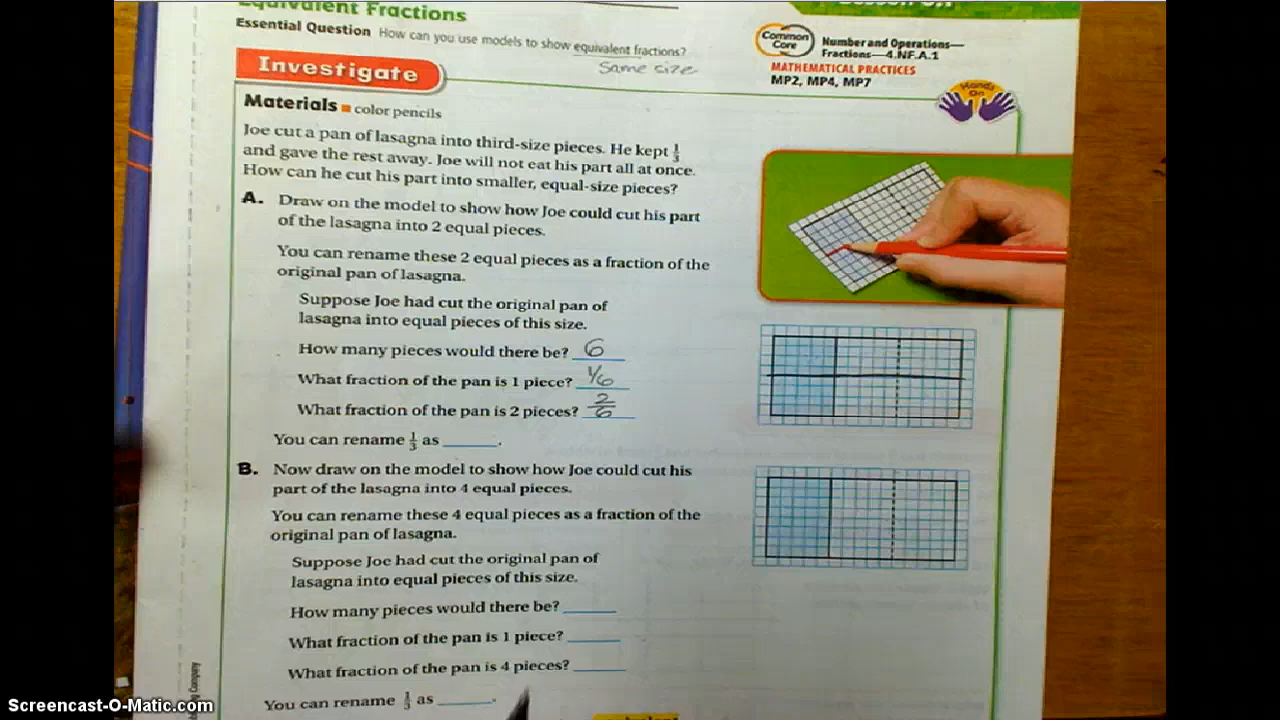 Equivalent Fractions
Essential Question How can you use models to show equivalent fractions?
same size
Common Core
Number and Operations—
Fractions—4.NF.A.1
MATHEMATICAL PRACTICES
MP2, MP4, MP7
Investigate
Hands On
Materials ■ color pencils
Joe cut a pan of lasagna into third-size pieces. He kept 1/3
and gave the rest away. Joe will not eat his part all at once.
How can he cut his part into smaller, equal-size pieces?
A. Draw on the model to show how Joe could cut his part
of the lasagna into 2 equal pieces.
You can rename these 2 equal pieces as a fraction of the
original pan of lasagna.
Suppose Joe had cut the original pan of
lasagna into equal pieces of this size.
How many pieces would there be? 6
What fraction of the pan is 1 piece? 1/6
What fraction of the pan is 2 pieces? 2/6
You can rename 1/3 as ______.
B. Now draw on the model to show how Joe could cut his
part of the lasagna into 4 equal pieces.
You can rename these 4 equal pieces as a fraction of the
original pan of lasagna.
Suppose Joe had cut the original pan of
lasagna into equal pieces of this size.
How many pieces would there be? ______
What fraction of the pan is 1 piece? ______
What fraction of the pan is 4 pieces? ______
You can rename 1/3 as ______.
Screencast-O-Matic.com